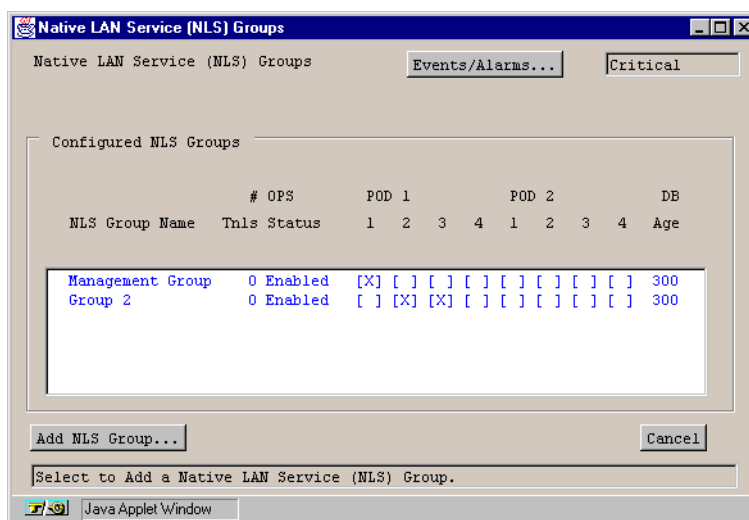 Native LAN Service (NLS) Groups
Native LAN Service (NLS) Groups Events/Alarms... Critical
Configured NLS Groups
# OPS POD 1 POD 2 DB
NLS Group Name Tnls Status 1 2 3 4 1 2 3 4 Age
Management Group 0 Enabled [X] [ ] [ ] [ ] [ ] [ ] [ ] [ ] 300
Group 2 0 Enabled [ ] [X] [X] [ ] [ ] [ ] [ ] [ ] 300
Add NLS Group... Cancel
Select to Add a Native LAN Service (NLS) Group.
Java Applet Window